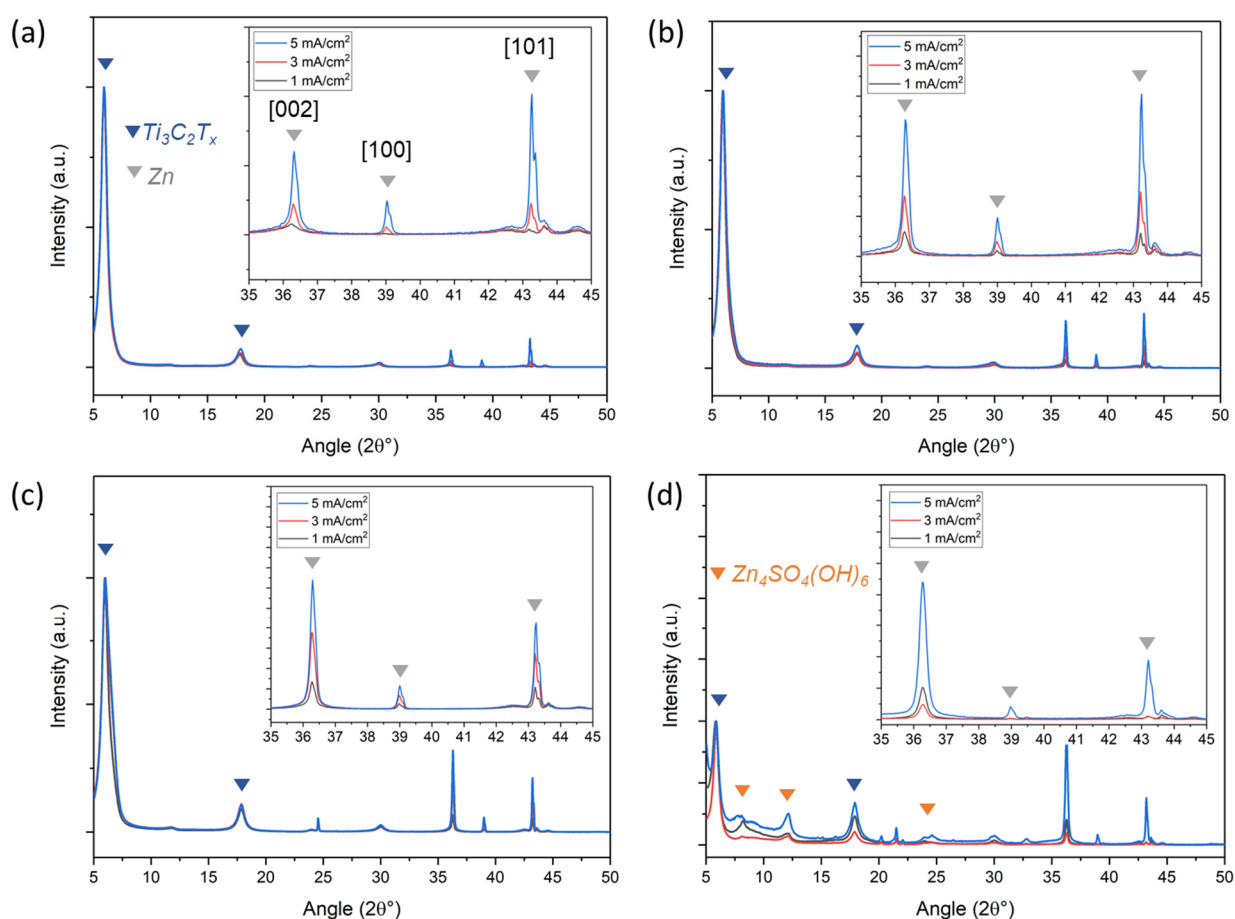 (a)
5 mA/cm²
3 mA/cm²
1 mA/cm²
[002]
[100]
[101]
35 36 37 38 39 40 41 42 43 44 45
Ti₃C₂Tₓ
Zn
Intensity (a.u.)
5 10 15 20 25 30 35 40 45 50
Angle (2θ°)
(b)
5 mA/cm²
3 mA/cm²
1 mA/cm²
35 36 37 38 39 40 41 42 43 44 45
Intensity (a.u.)
5 10 15 20 25 30 35 40 45 50
Angle (2θ°)
(c)
5 mA/cm²
3 mA/cm²
1 mA/cm²
35 36 37 38 39 40 41 42 43 44 45
Intensity (a.u.)
5 10 15 20 25 30 35 40 45 50
Angle (2θ°)
(d)
5 mA/cm²
3 mA/cm²
1 mA/cm²
35 36 37 38 39 40 41 42 43 44 45
Zn₄SO₄(OH)₆
Intensity (a.u.)
5 10 15 20 25 30 35 40 45 50
Angle (2θ°)